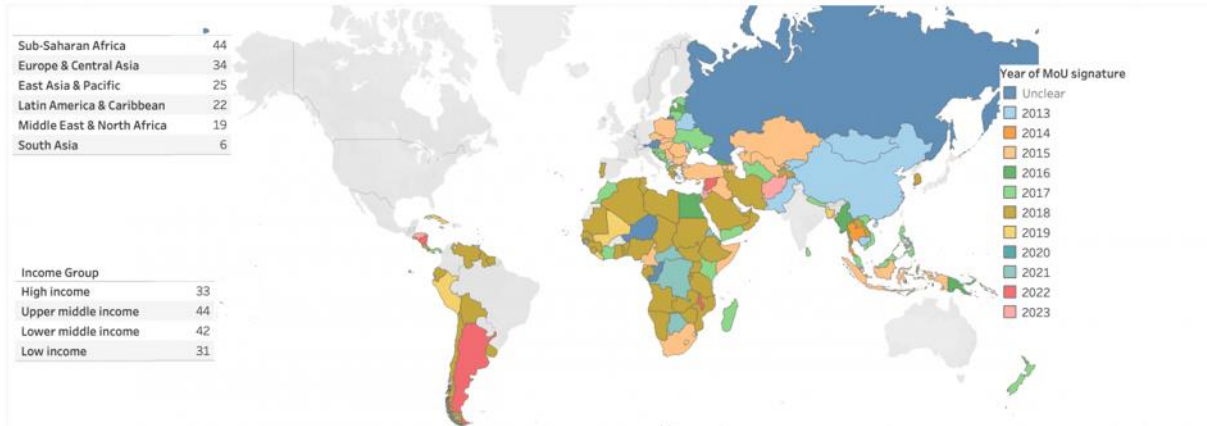 Sub-Saharan Africa 44
Europe & Central Asia 34
East Asia & Pacific 25
Latin America & Caribbean 22
Middle East & North Africa 19
South Asia 6
Income Group
High income 33
Upper middle income 44
Lower middle income 42
Low income 31
Year of MoU signature
Unclear
2013
2014
2015
2016
2017
2018
2019
2020
2021
2022
2023